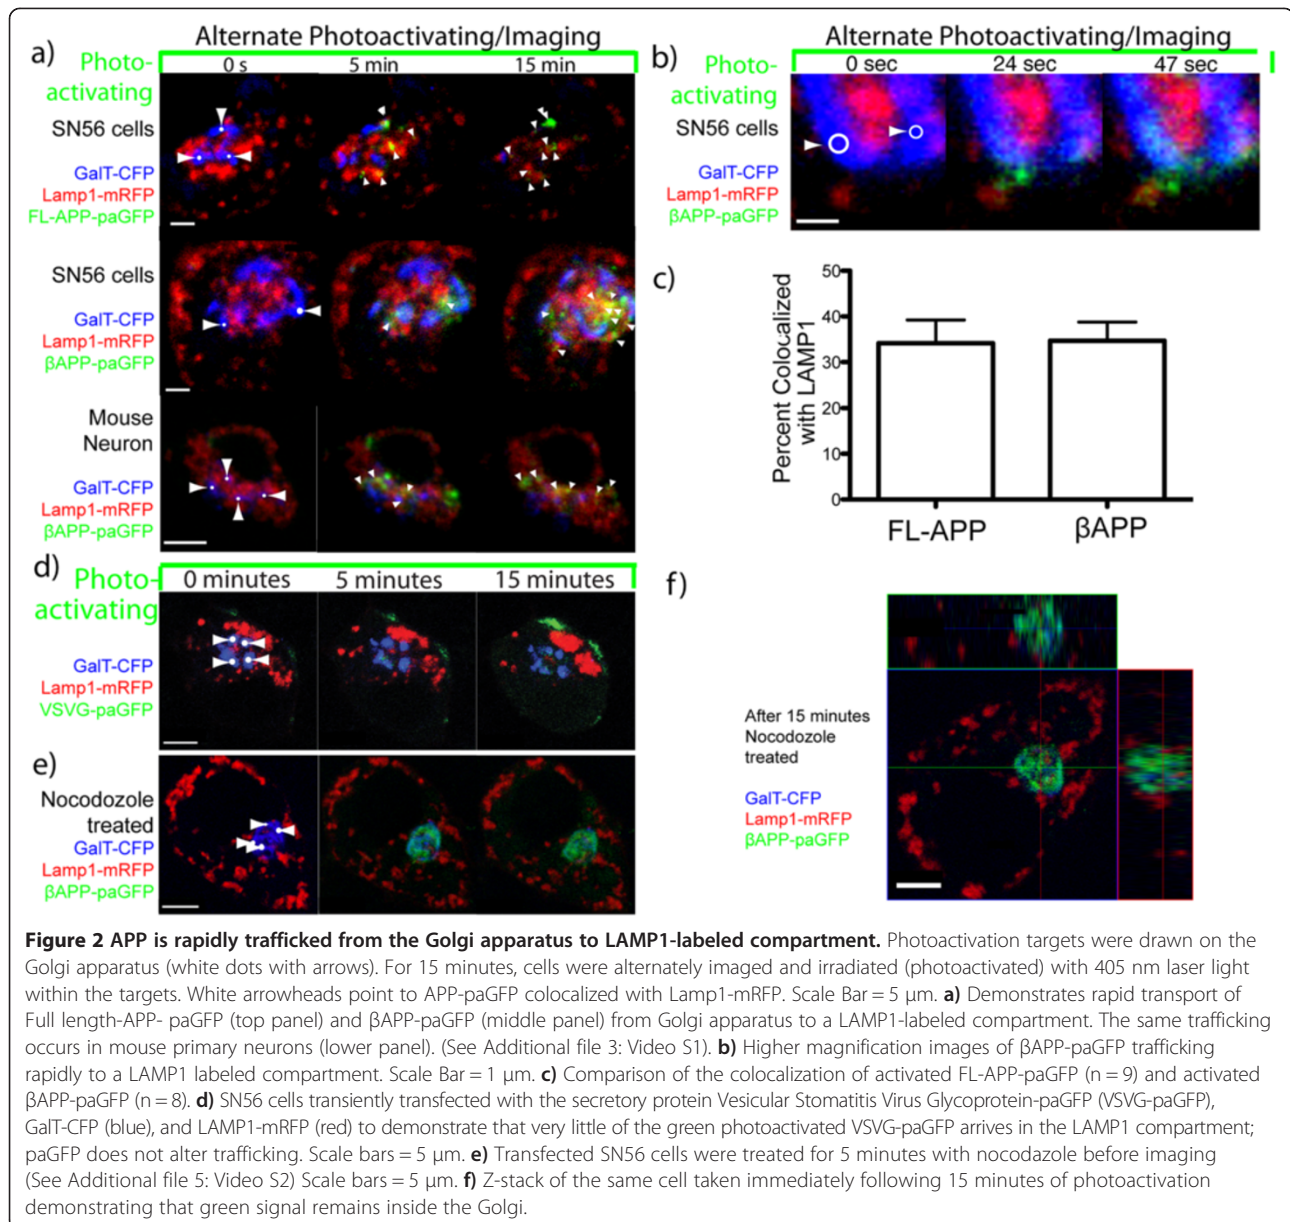 a)
Alternate Photoactivating/Imaging
Photo-
activating
0 s
5 min
15 min
SN56 cells
GalT-CFP
Lamp1-mRFP
FL-APP-paGFP
SN56 cells
GalT-CFP
Lamp1-mRFP
βAPP-paGFP
Mouse
Neuron
GalT-CFP
Lamp1-mRFP
βAPP-paGFP
b)
Alternate Photoactivating/Imaging
Photo-
activating
0 sec
24 sec
47 sec
SN56 cells
GalT-CFP
Lamp1-mRFP
βAPP-paGFP
c)
Percent Colocalized
with LAMP1
50
40
30
20
10
0
FL-APP
βAPP
d)
Photo-
activating
0 minutes
5 minutes
15 minutes
GalT-CFP
Lamp1-mRFP
VSVG-paGFP
e)
Nocodozole
treated
GalT-CFP
Lamp1-mRFP
βAPP-paGFP
f)
After 15 minutes
Nocodozole
treated
GalT-CFP
Lamp1-mRFP
βAPP-paGFP
Figure 2 APP is rapidly trafficked from the Golgi apparatus to LAMP1-labeled compartment. Photoactivation targets were drawn on the
Golgi apparatus (white dots with arrows). For 15 minutes, cells were alternately imaged and irradiated (photoactivated) with 405 nm laser light
within the targets. White arrowheads point to APP-paGFP colocalized with Lamp1-mRFP. Scale Bar = 5 μm. a) Demonstrates rapid transport of
Full length-APP- paGFP (top panel) and βAPP-paGFP (middle panel) from Golgi apparatus to a LAMP1-labeled compartment. The same trafficking
occurs in mouse primary neurons (lower panel). (See Additional file 3: Video S1). b) Higher magnification images of βAPP-paGFP trafficking
rapidly to a LAMP1 labeled compartment. Scale Bar = 1 μm. c) Comparison of the colocalization of activated FL-APP-paGFP (n = 9) and activated
βAPP-paGFP (n = 8). d) SN56 cells transiently transfected with the secretory protein Vesicular Stomatitis Virus Glycoprotein-paGFP (VSVG-paGFP),
GalT-CFP (blue), and LAMP1-mRFP (red) to demonstrate that very little of the green photoactivated VSVG-paGFP arrives in the LAMP1 compartment;
paGFP does not alter trafficking. Scale bars = 5 μm. e) Transfected SN56 cells were treated for 5 minutes with nocodazole before imaging
(See Additional file 5: Video S2) Scale bars = 5 μm. f) Z-stack of the same cell taken immediately following 15 minutes of photoactivation
demonstrating that green signal remains inside the Golgi.